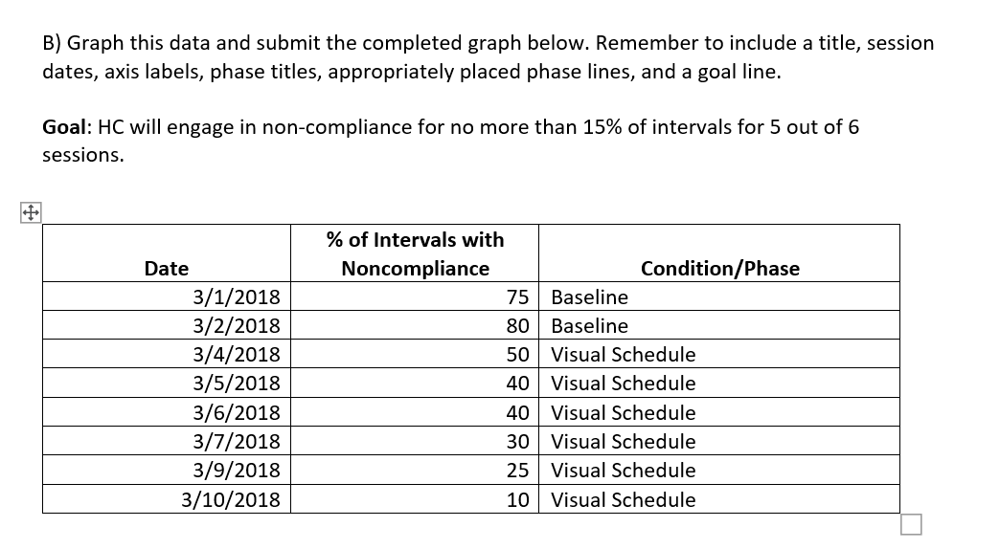 B) Graph this data and submit the completed graph below. Remember to include a title, session
dates, axis labels, phase titles, appropriately placed phase lines, and a goal line.
Goal: HC will engage in non-compliance for no more than 15% of intervals for 5 out of 6
sessions.
Date % of Intervals with Noncompliance Condition/Phase
3/1/2018 75 Baseline
3/2/2018 80 Baseline
3/4/2018 50 Visual Schedule
3/5/2018 40 Visual Schedule
3/6/2018 40 Visual Schedule
3/7/2018 30 Visual Schedule
3/9/2018 25 Visual Schedule
3/10/2018 10 Visual Schedule